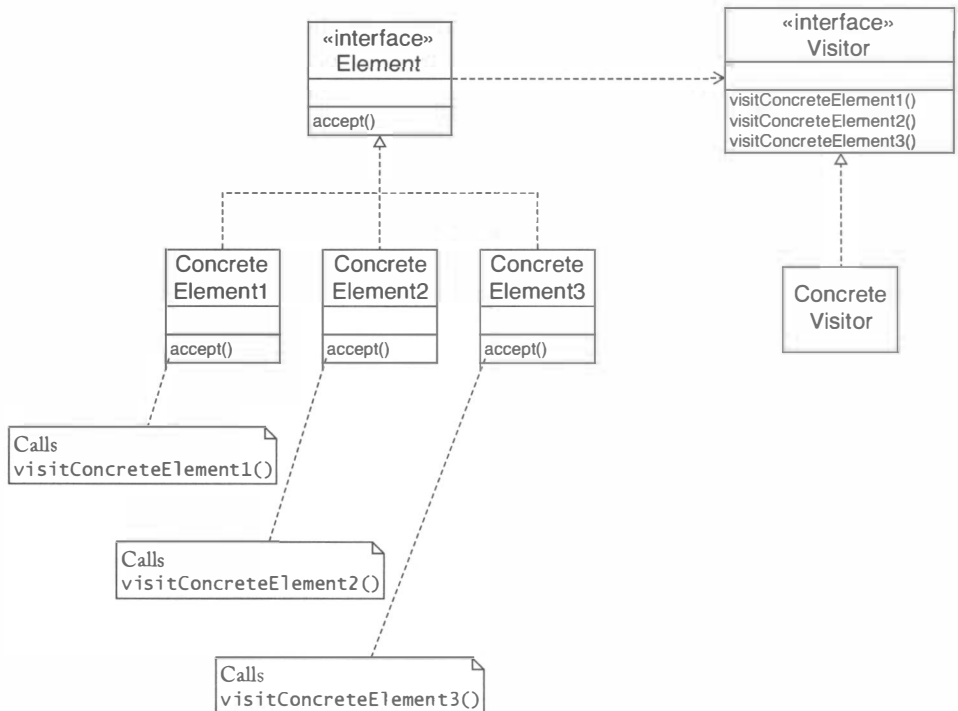 «interface»
Element
accept()
«interface»
Visitor
visitConcreteElement1()
visitConcreteElement2()
visitConcreteElement3()
Concrete
Element1
accept()
Concrete
Element2
accept()
Concrete
Element3
accept()
Concrete
Visitor
Calls
visitConcreteElement1()
Calls
visitConcreteElement2()
Calls
visitConcreteElement3()